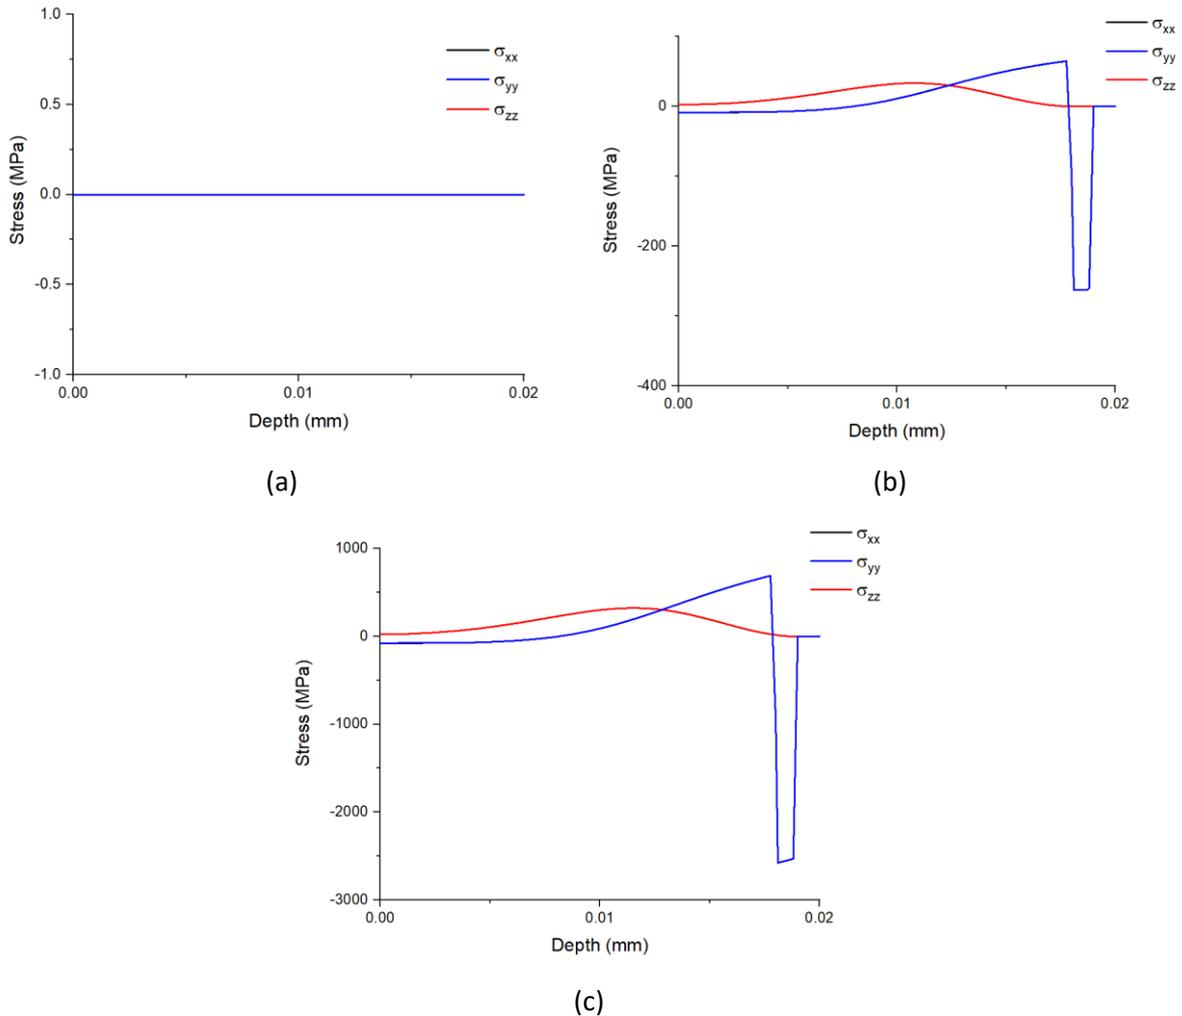 1.0
0.5
0.0
-0.5
-1.0
Stress (MPa)
σxx
σyy
σzz
0.00
0.01
0.02
Depth (mm)
(a)
0
-200
-400
Stress (MPa)
σxx
σyy
σzz
0.00
0.01
0.02
Depth (mm)
(b)
1000
0
-1000
-2000
-3000
Stress (MPa)
σxx
σyy
σzz
0.00
0.01
0.02
Depth (mm)
(c)